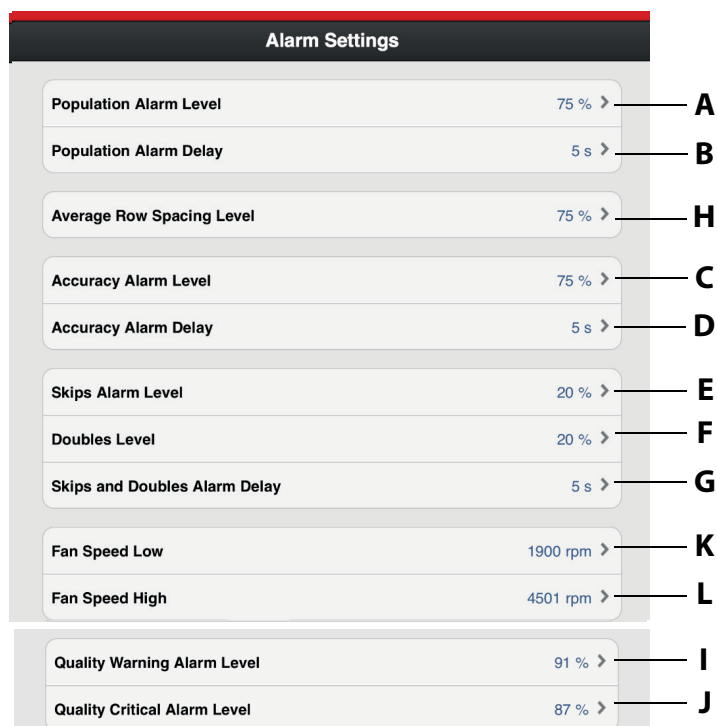 Alarm Settings
Population Alarm Level 75 % A
Population Alarm Delay 5 s B
Average Row Spacing Level 75 % H
Accuracy Alarm Level 75 % C
Accuracy Alarm Delay 5 s D
Skips Alarm Level 20 % E
Doubles Level 20 % F
Skips and Doubles Alarm Delay 5 s G
Fan Speed Low 1900 rpm K
Fan Speed High 4501 rpm L
Quality Warning Alarm Level 91 % I
Quality Critical Alarm Level 87 % J